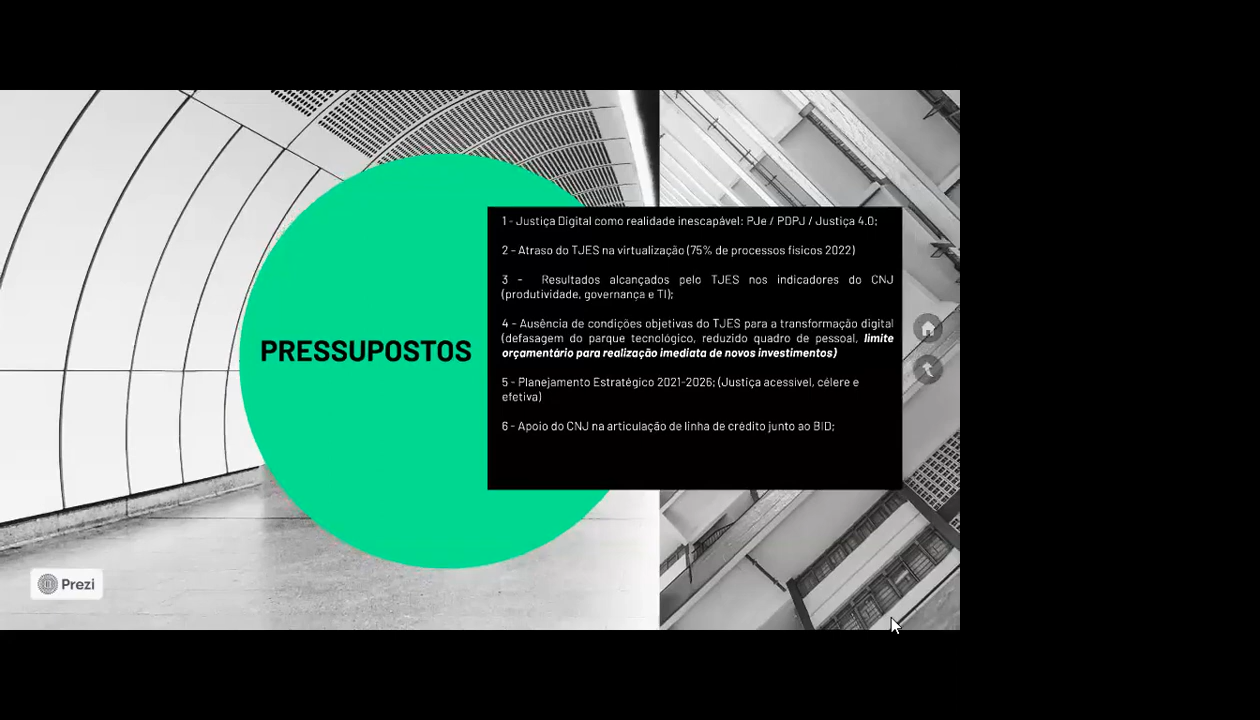 PRESSUPOSTOS
1 - Justiça Digital como realidade inescapável: PJe / PDPJ / Justiça 4.0;
2 - Atraso do TJES na virtualização (75% de processos físicos 2022)
3 - Resultados alcançados pelo TJES nos indicadores do CNJ
(produtividade, governança e TI);
4 - Ausência de condições objetivas do TJES para a transformação digital
(defasagem do parque tecnológico, reduzido quadro de pessoal, limite
orçamentário para realização imediata de novos investimentos)
5 - Planejamento Estratégico 2021-2026; (Justiça acessível, célere e
efetiva)
6 - Apoio do CNJ na articulação de linha de crédito junto ao BID;
Prezi